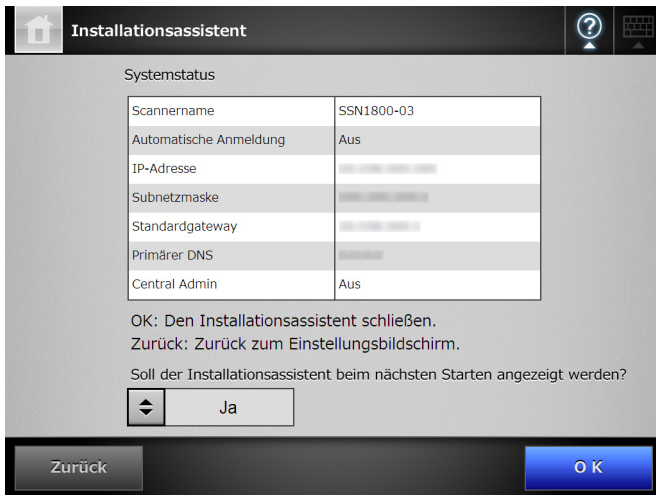 Installationsassistent
Systemstatus
Scannername SSN1800-03
Automatische Anmeldung Aus
IP-Adresse
Subnetzmaske
Standardgateway
Primärer DNS
Central Admin Aus
OK: Den Installationsassistent schließen.
Zurück: Zurück zum Einstellungsbildschirm.
Soll der Installationsassistent beim nächsten Starten angezeigt werden?
Ja
Zurück OK